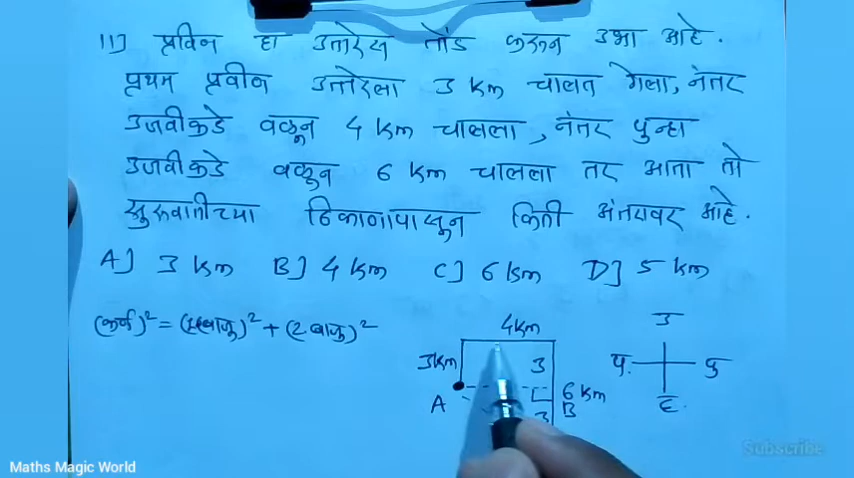 11] प्रविन हा उत्तरेस तोंड करून उभा आहे.
प्रथम प्रवीन उत्तरेला 3 Km चालत गेला, नंतर
उजवीकडे वळून 4 Km चालला, नंतर पुन्हा
उजवीकडे वळून 6 Km चालला तर आता तो
सुरुवातीच्या ठिकाणापासून किती अंतरावर आहे.
A] 3 Km B] 4 Km C] 6 Km D] 5 Km
(कर्ण)² = (1बाजु)² + (2 बाजु)²
4Km
3Km 3
6 Km
A B
3
उ
प. पु
द.
Subscribe
Maths Magic World